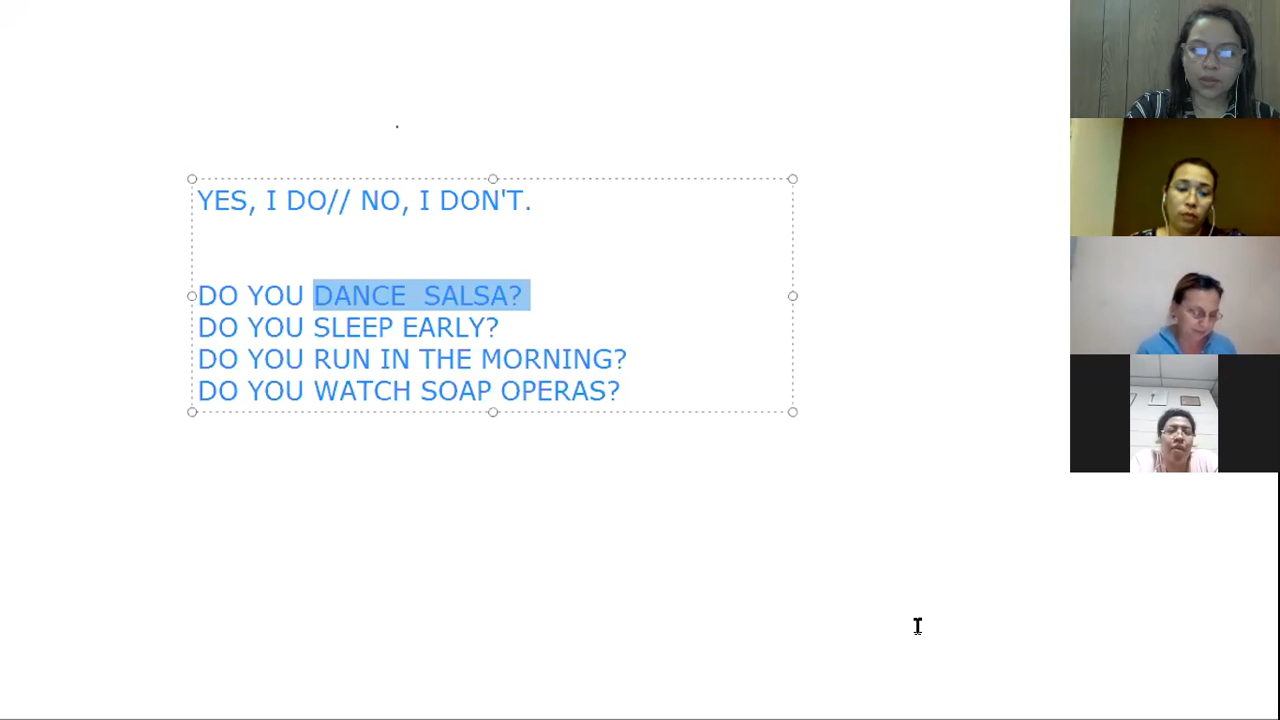 YES, I DO// NO, I DON'T.
DO YOU DANCE  SALSA?
DO YOU SLEEP EARLY?
DO YOU RUN IN THE MORNING?
DO YOU WATCH SOAP OPERAS?